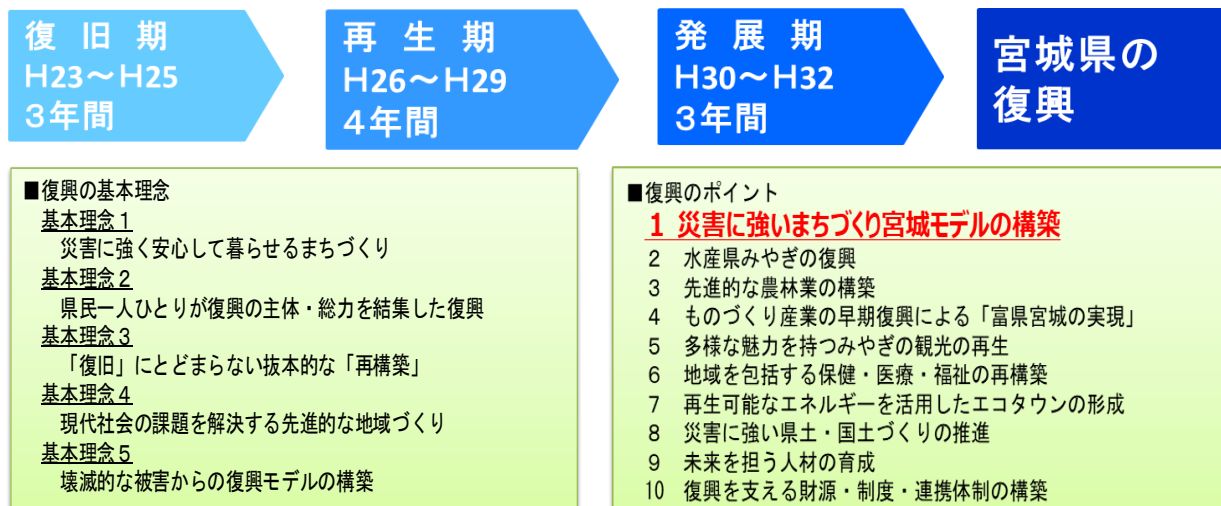 復旧期
H23～H25
３年間
再生期
H26～H29
４年間
発展期
H30～H32
３年間
宮城県の
復興
■復興の基本理念
基本理念１
災害に強く安心して暮らせるまちづくり
基本理念２
県民一人ひとりが復興の主体・総力を結集した復興
基本理念３
「復旧」にとどまらない抜本的な「再構築」
基本理念４
現代社会の課題を解決する先進的な地域づくり
基本理念５
壊滅的な被害からの復興モデルの構築
■復興のポイント
１ 災害に強いまちづくり宮城モデルの構築
２ 水産県みやぎの復興
３ 先進的な農林業の構築
４ ものづくり産業の早期復興による「富県宮城の実現」
５ 多様な魅力を持つみやぎの観光の再生
６ 地域を包括する保健・医療・福祉の再構築
７ 再生可能なエネルギーを活用したエコタウンの形成
８ 災害に強い県土・国土づくりの推進
９ 未来を担う人材の育成
10 復興を支える財源・制度・連携体制の構築